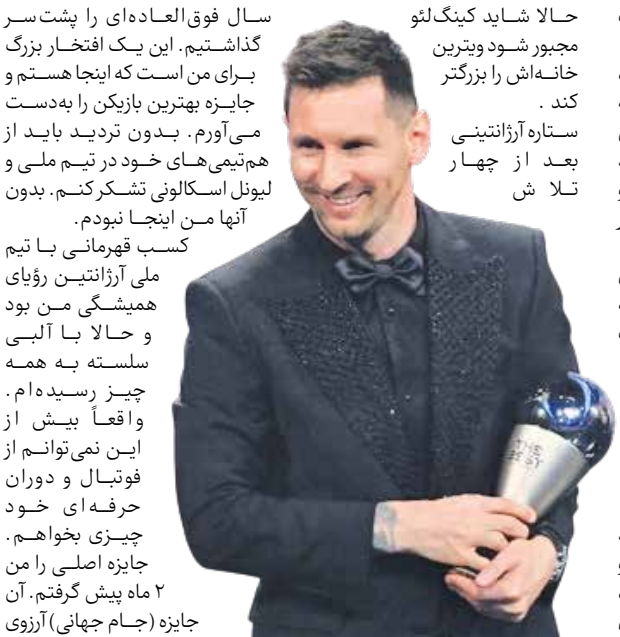 حالا شاید کینگ‌لئو
مجبور شود ویترین
خانه‌اش را بزرگتر
کند .
ستاره آرژانتینی
بعد از چهار
تلا ش
سال فوق‌العاده‌ای را پشت‌سر
گذاشتیم. این یک افتخار بزرگ
برای من است که اینجا هستم و
جایزه بهترین بازیکن را به‌دست
می‌آورم. بدون تردید باید از
هم‌تیمی‌های خود در تیم ملی و
لیونل اسکالونی تشکر کنم. بدون
آنها من اینجا نبودم.
کسب قهرمانی با تیم
ملی آرژانتین رؤیای
همیشگی من بود
و حالا با آلبی
سلسته به همه
چیز رسیده‌ام.
واقعاً بیش از
این نمی‌توانم از
فوتبال و دوران
حرفه‌ای خود
چیزی بخواهم.
جایزه اصلی را من
۲ ماه پیش گرفتم. آن
جایزه (جام جهانی) آرزوی
THE
BEST